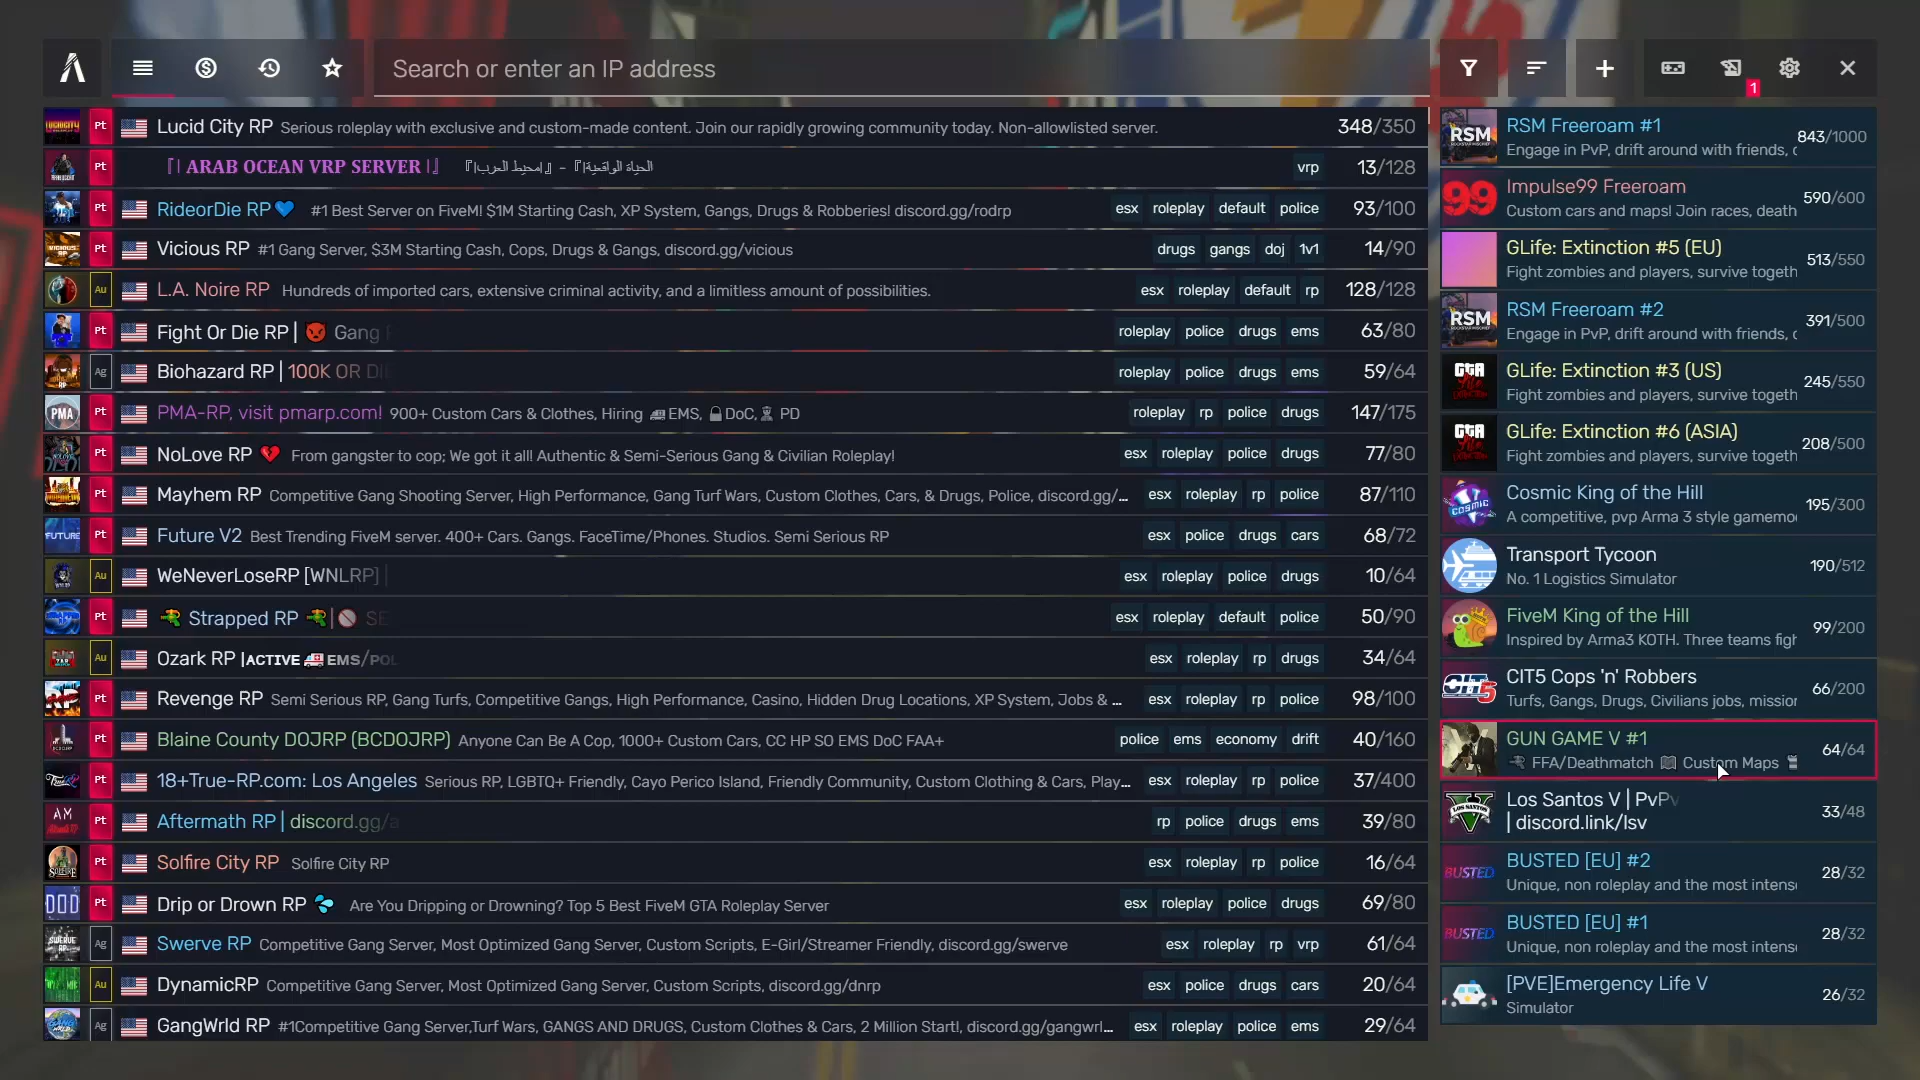 Search or enter an IP address
1
Pt Lucid City RP Serious roleplay with exclusive and custom-made content. Join our rapidly growing community today. Non-allowlisted server. 348/350
Pt 『| ARAB OCEAN VRP SERVER |』 vrp 13/128
Pt RideorDie RP💙 #1 Best Server on FiveM! $1M Starting Cash, XP System, Gangs, Drugs & Robberies! discord.gg/rodrp esx roleplay default police 93/100
Pt Vicious RP #1 Gang Server, $3M Starting Cash, Cops, Drugs & Gangs, discord.gg/vicious drugs gangs doj 1v1 14/90
Au L.A. Noire RP Hundreds of imported cars, extensive criminal activity, and a limitless amount of possibilities. esx roleplay default rp 128/128
Pt Fight Or Die RP | 😡 Gang roleplay police drugs ems 63/80
Ag Biohazard RP | 100K OR DI roleplay police drugs ems 59/64
PMA Pt PMA-RP, visit pmarp.com! 900+ Custom Cars & Clothes, Hiring 🚑EMS, 🔒DoC, 👮 PD roleplay rp police drugs 147/175
Pt NoLove RP 💔 From gangster to cop; We got it all! Authentic & Semi-Serious Gang & Civilian Roleplay! esx roleplay police drugs 77/80
Pt Mayhem RP Competitive Gang Shooting Server, High Performance, Gang Turf Wars, Custom Clothes, Cars, & Drugs, Police, discord.gg/... esx roleplay rp police 87/110
FUTURE Pt Future V2 Best Trending FiveM server. 400+ Cars. Gangs. FaceTime/Phones. Studios. Semi Serious RP esx police drugs cars 68/72
Au WeNeverLoseRP [WNLRP] | esx roleplay police drugs 10/64
Pt 🔫 Strapped RP 🔫|🚫 SE esx roleplay default police 50/90
Au Ozark RP |ACTIVE 🚑EMS/POL esx roleplay rp drugs 34/64
Pt Revenge RP Semi Serious RP, Gang Turfs, Competitive Gangs, High Performance, Casino, Hidden Drug Locations, XP System, Jobs & ... esx roleplay rp police 98/100
Pt Blaine County DOJRP (BCDOJRP) Anyone Can Be A Cop, 1000+ Custom Cars, CC HP SO EMS DoC FAA+ police ems economy drift 40/160
Pt 18+True-RP.com: Los Angeles Serious RP, LGBTQ+ Friendly, Cayo Perico Island, Friendly Community, Custom Clothing & Cars, Play... esx roleplay rp police 37/400
AM Pt Aftermath RP | discord.gg/a rp police drugs ems 39/80
Pt Solfire City RP Solfire City RP esx roleplay rp police 16/64
Pt Drip or Drown RP 💦 Are You Dripping or Drowning? Top 5 Best FiveM GTA Roleplay Server esx roleplay police drugs 69/80
SWERVE Ag Swerve RP Competitive Gang Server, Most Optimized Gang Server, Custom Scripts, E-Girl/Streamer Friendly, discord.gg/swerve esx roleplay rp vrp 61/64
Au DynamicRP Competitive Gang Server, Most Optimized Gang Server, Custom Scripts, discord.gg/dnrp esx police drugs cars 20/64
Ag GangWrld RP #1Competitive Gang Server,Turf Wars, GANGS AND DRUGS, Custom Clothes & Cars, 2 Million Start!, discord.gg/gangwrl... esx roleplay police ems 29/64
RSM RSM Freeroam #1 843/1000
Engage in PvP, drift around with friends, c
99 Impulse99 Freeroam 590/600
Custom cars and maps! Join races, death
GLife: Extinction #5 (EU) 513/550
Fight zombies and players, survive togeth
RSM RSM Freeroam #2 391/500
Engage in PvP, drift around with friends, c
GTA Life GLife: Extinction #3 (US) 245/550
Fight zombies and players, survive togeth
GTA Life GLife: Extinction #6 (ASIA) 208/500
Fight zombies and players, survive togeth
COSMIC Cosmic King of the Hill 195/300
A competitive, pvp Arma 3 style gamemo
Transport Tycoon 190/512
No. 1 Logistics Simulator
FiveM King of the Hill 99/200
Inspired by Arma3 KOTH. Three teams figh
CIT5 CIT5 Cops 'n' Robbers 66/200
Turfs, Gangs, Drugs, Civilians jobs, mission
GUN GAME V #1 64/64
FFA/Deathmatch Custom Maps
LOS SANTOS V Los Santos V | PvPv 33/48
| discord.link/lsv
BUSTED BUSTED [EU] #2 28/32
Unique, non roleplay and the most intens
BUSTED BUSTED [EU] #1 28/32
Unique, non roleplay and the most intens
[PVE]Emergency Life V 26/32
Simulator